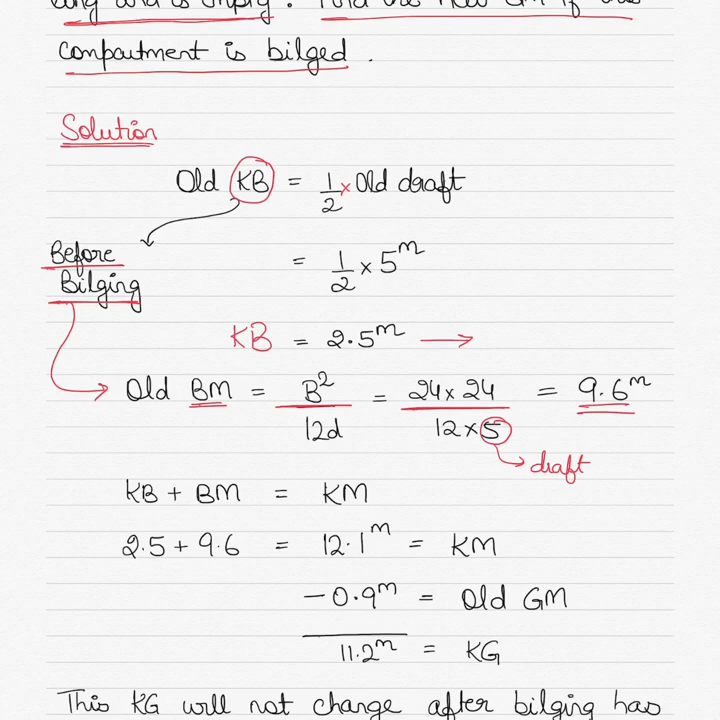 compartment is bilged.
Solution
Old KB = 1/2 × Old draft
Before = 1/2 × 5m
Bilging
KB = 2.5m →
Old BM = B²/12d = 24×24/12×5 = 9.6m
draft
KB + BM = KM
2.5 + 9.6 = 12.1m = KM
-0.9m = Old GM
11.2m = KG
This KG will not change after bilging has